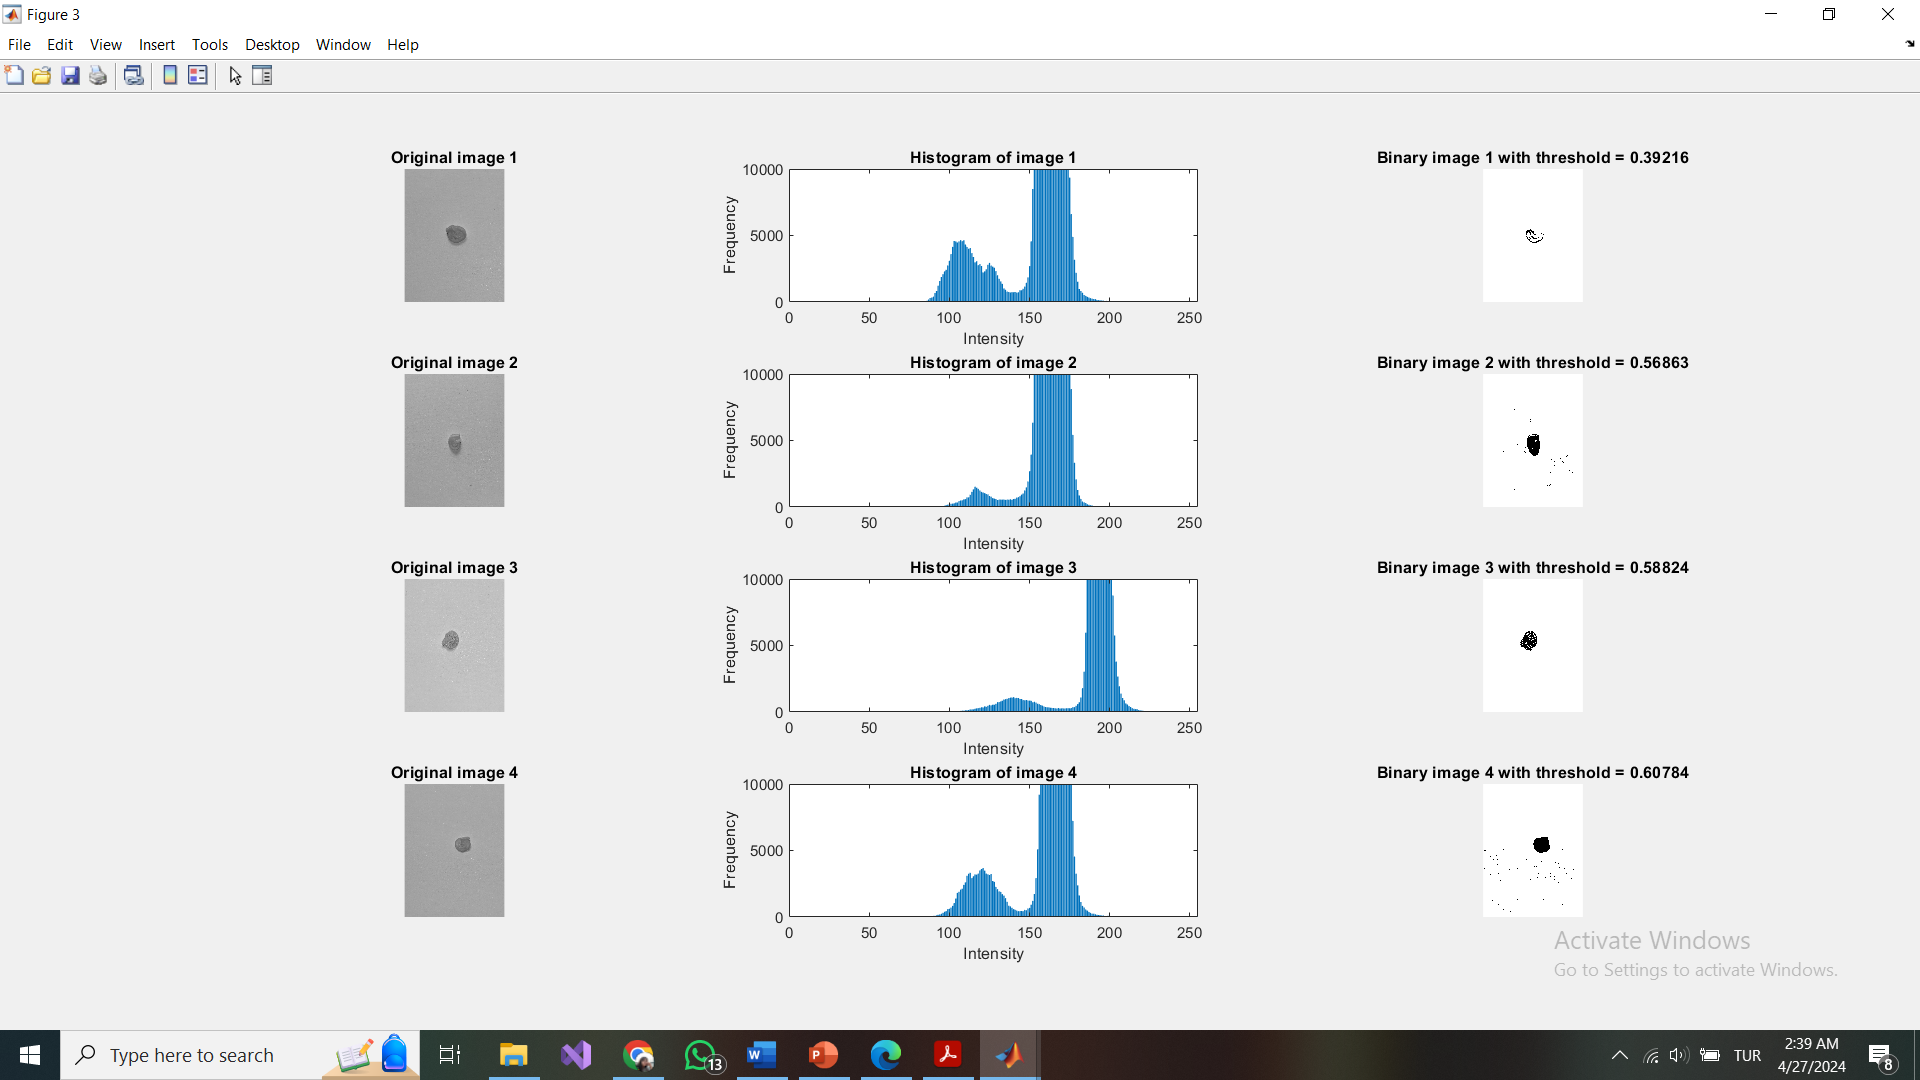 Figure 3
File Edit View Insert Tools Desktop Window Help
Original image 1
Histogram of image 1
Binary image 1 with threshold = 0.39216
10000
5000
0
Frequency
0 50 100 150 200 250
Intensity
Original image 2
Histogram of image 2
Binary image 2 with threshold = 0.56863
10000
5000
0
Frequency
0 50 100 150 200 250
Intensity
Original image 3
Histogram of image 3
Binary image 3 with threshold = 0.58824
10000
5000
0
Frequency
0 50 100 150 200 250
Intensity
Original image 4
Histogram of image 4
Binary image 4 with threshold = 0.60784
10000
5000
0
Frequency
0 50 100 150 200 250
Intensity
Activate Windows
Go to Settings to activate Windows.
Type here to search
13
W
P
TUR
2:39 AM
4/27/2024
8